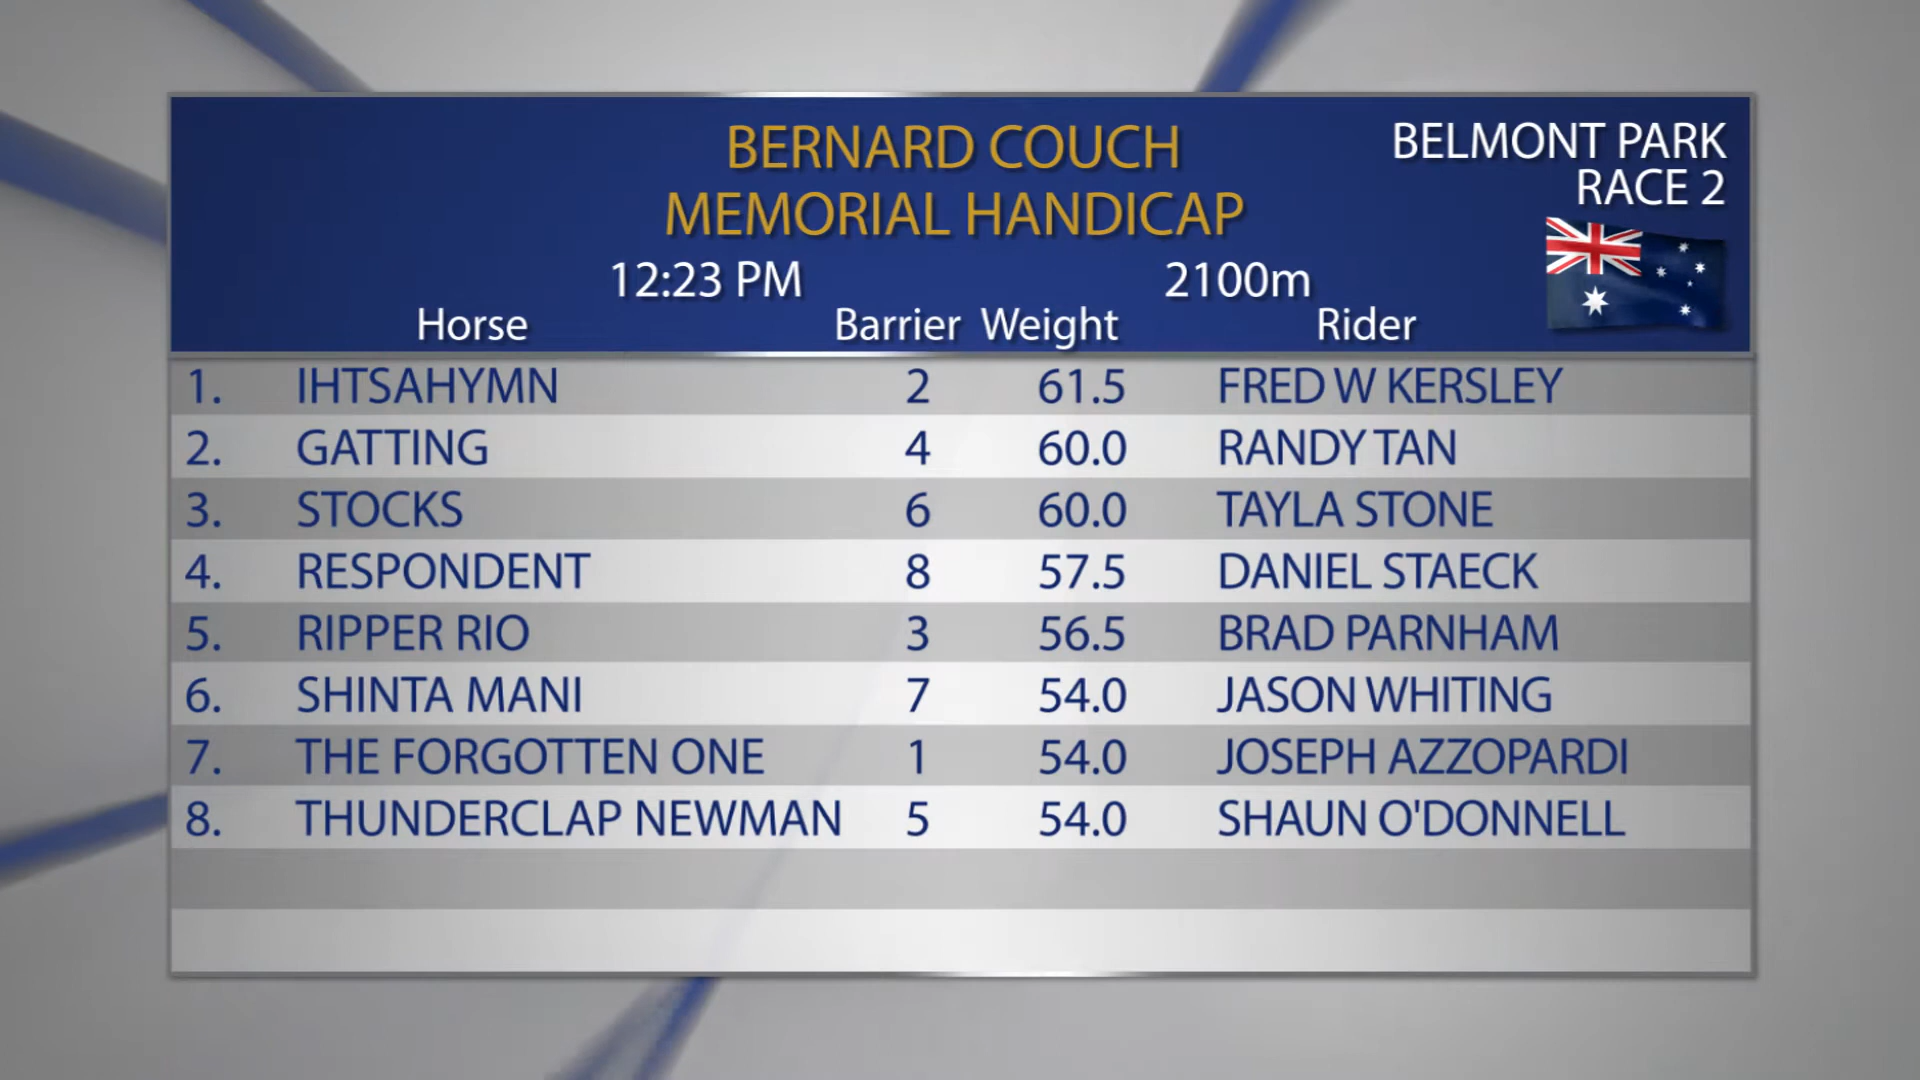 BERNARD COUCH
MEMORIAL HANDICAP
BELMONT PARK
RACE 2
12:23 PM 2100m
Horse Barrier Weight Rider
1. IHTSAHYMN 2 61.5 FRED W KERSLEY
2. GATTING 4 60.0 RANDY TAN
3. STOCKS 6 60.0 TAYLA STONE
4. RESPONDENT 8 57.5 DANIEL STAECK
5. RIPPER RIO 3 56.5 BRAD PARNHAM
6. SHINTA MANI 7 54.0 JASON WHITING
7. THE FORGOTTEN ONE 1 54.0 JOSEPH AZZOPARDI
8. THUNDERCLAP NEWMAN 5 54.0 SHAUN O'DONNELL